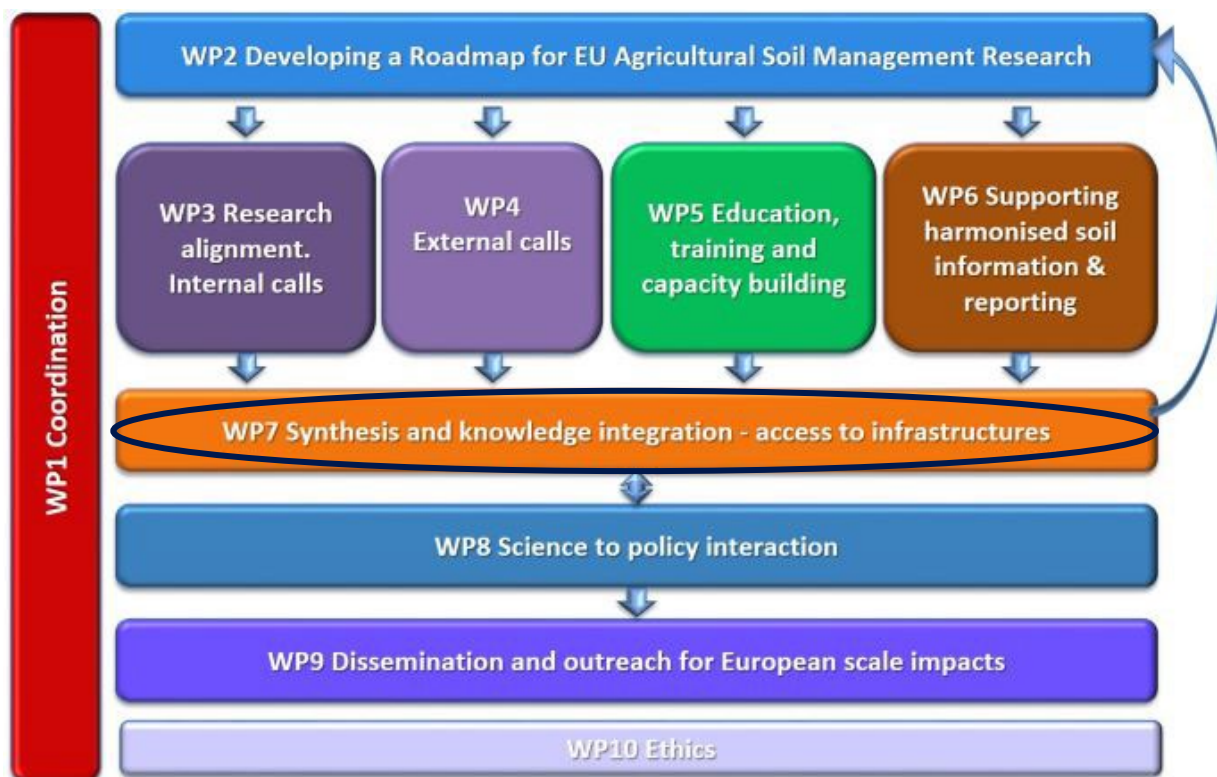 WP1 Coordination
WP2 Developing a Roadmap for EU Agricultural Soil Management Research
WP3 Research
alignment.
Internal calls
WP4
External calls
WP5 Education,
training and
capacity building
WP6 Supporting
harmonised soil
information &
reporting
WP7 Synthesis and knowledge integration - access to infrastructures
WP8 Science to policy interaction
WP9 Dissemination and outreach for European scale impacts
WP10 Ethics